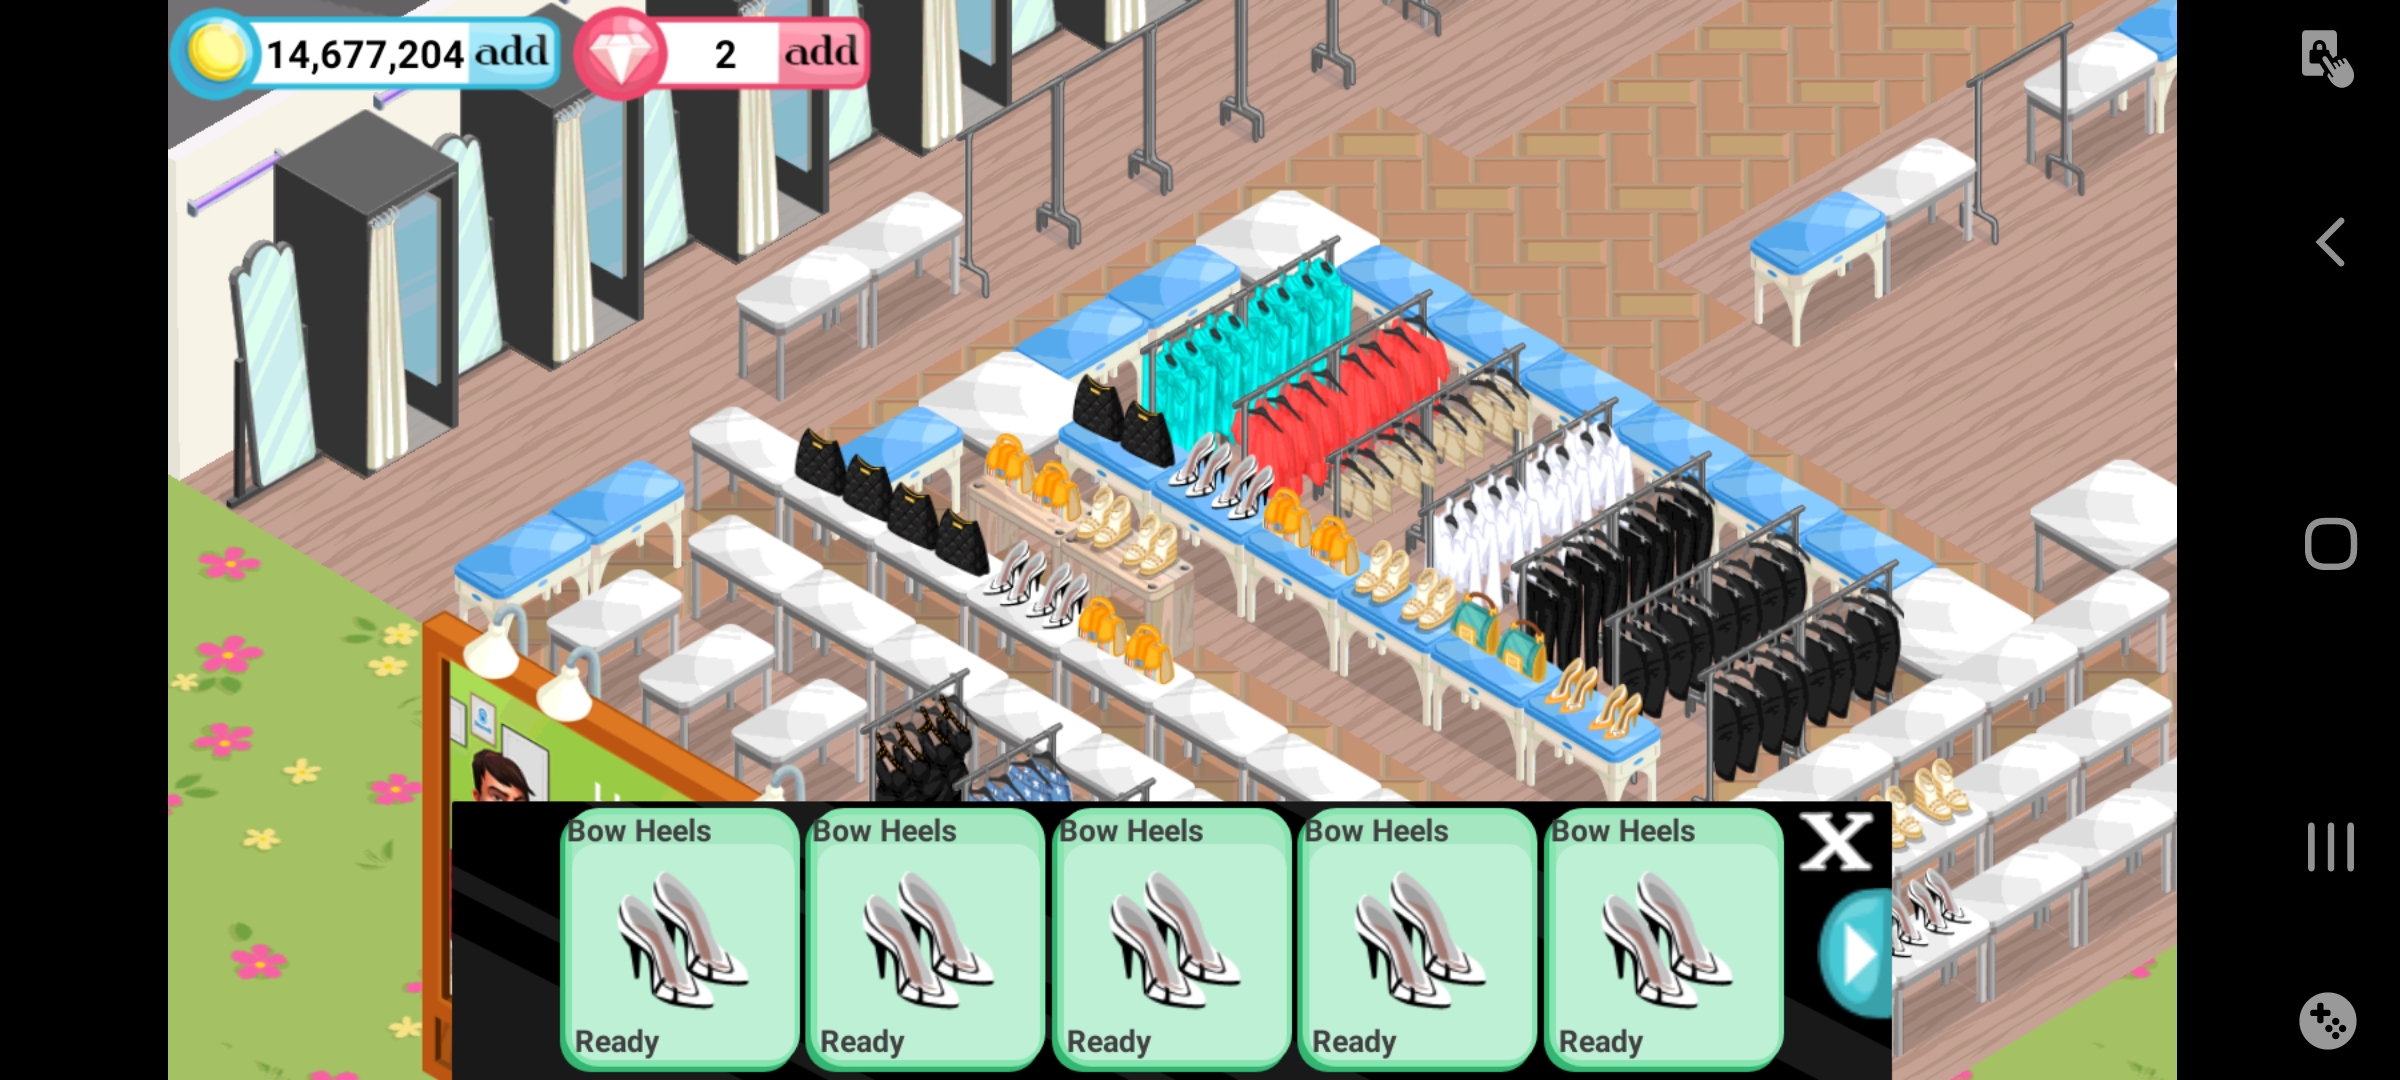 14,677,204 add 2 add
Bow Heels Bow Heels Bow Heels Bow Heels Bow Heels
X
Ready Ready Ready Ready Ready